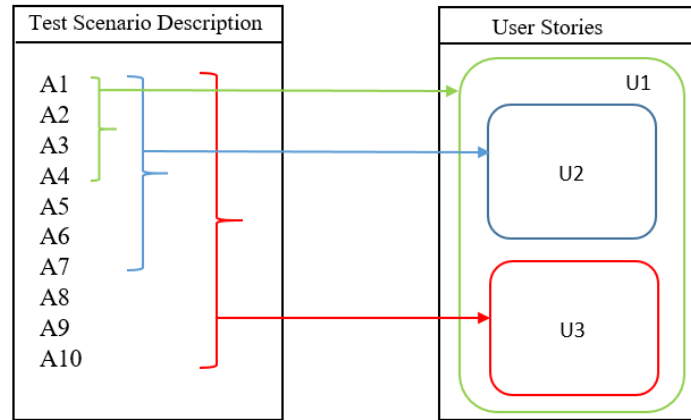 Test Scenario Description
A1
A2
A3
A4
A5
A6
A7
A8
A9
A10
User Stories
U1
U2
U3